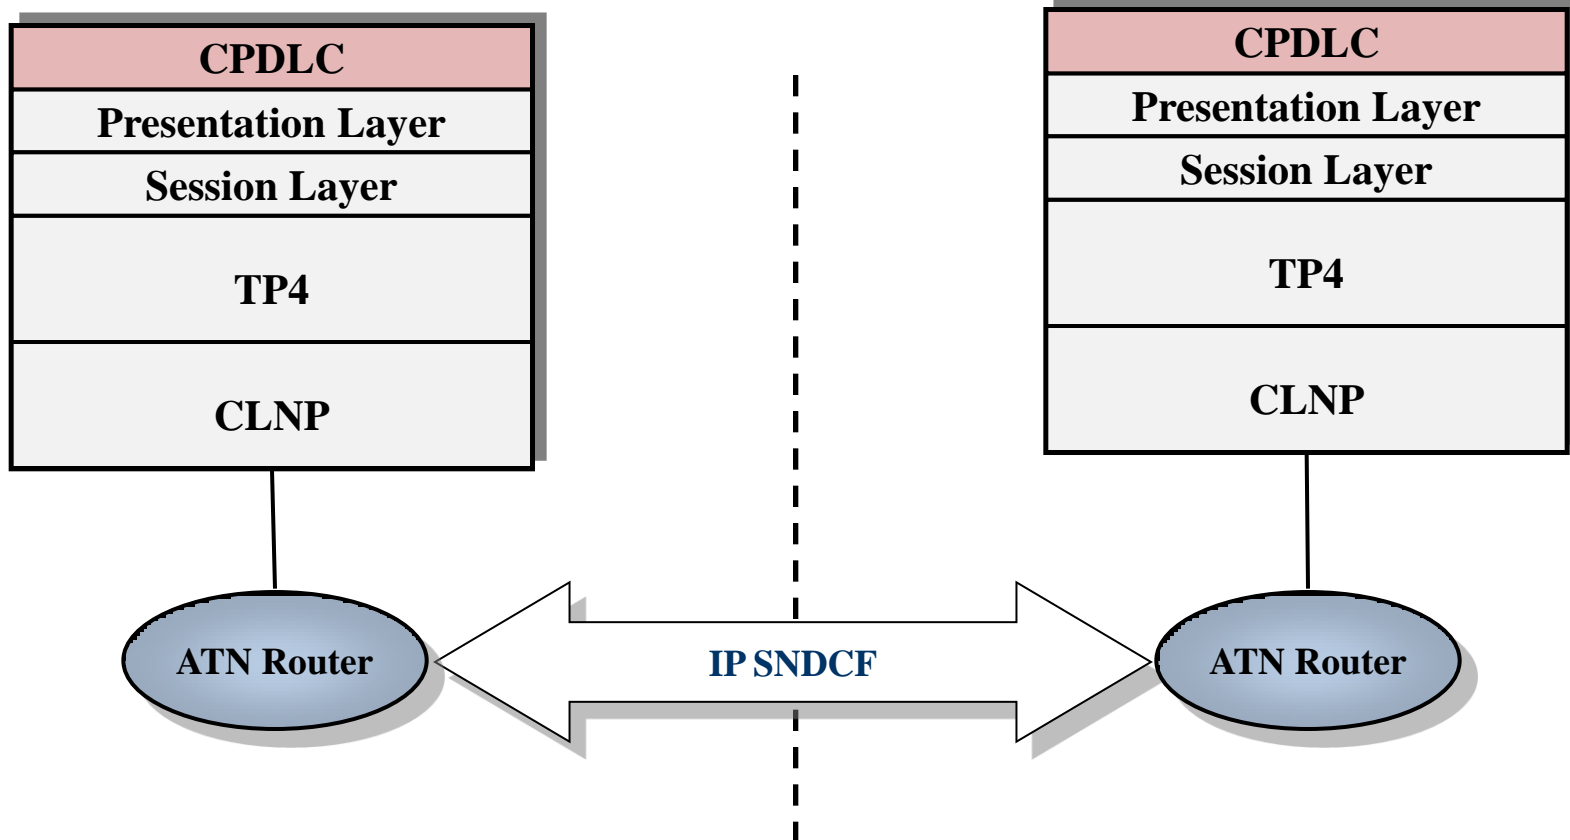 CPDLC
Presentation Layer
Session Layer
TP4
CLNP
ATN Router
IP SNDCF
CPDLC
Presentation Layer
Session Layer
TP4
CLNP
ATN Router